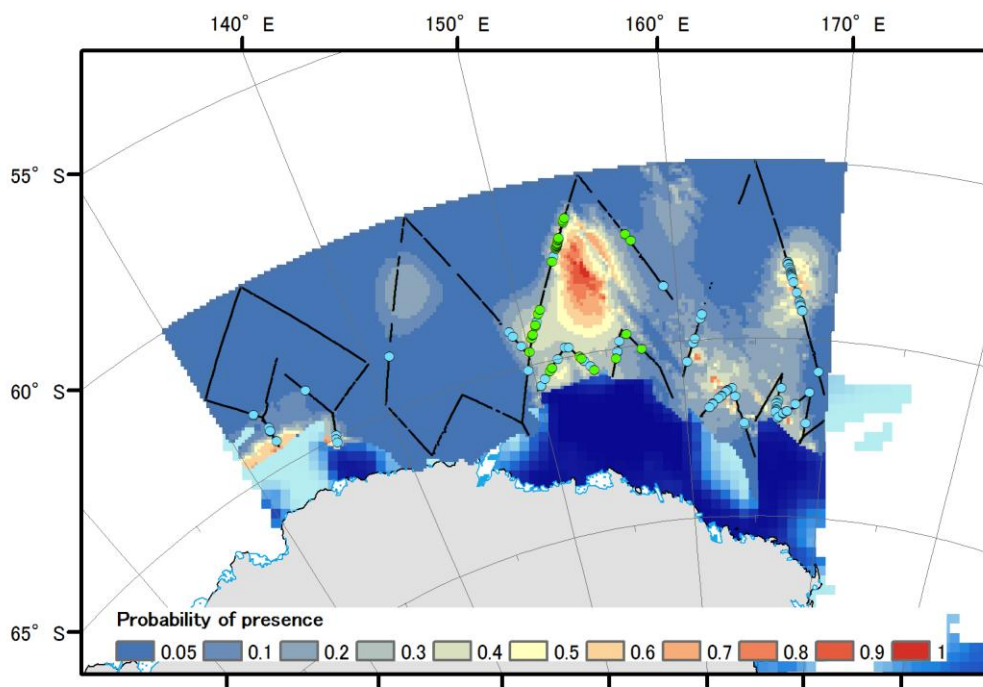 140° E 150° E 160° E 170° E
55° S
60° S
65° S
Probability of presence
0.05 0.1 0.2 0.3 0.4 0.5 0.6 0.7 0.8 0.9 1